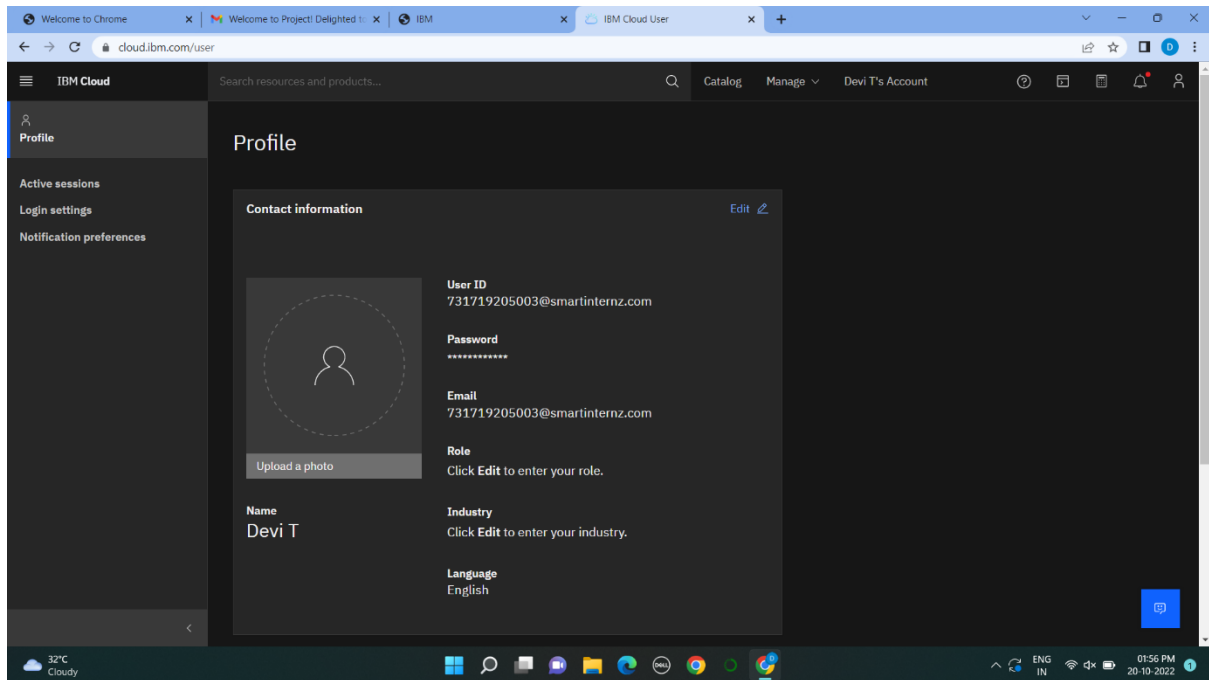 Welcome to Chrome
Welcome to Project! Delighted to
IBM
IBM Cloud User
cloud.ibm.com/user
D
IBM Cloud
Search resources and products...
Catalog
Manage
Devi T's Account
Profile
Active sessions
Login settings
Notification preferences
Profile
Contact information
Edit
Upload a photo
Name
Devi T
User ID
731719205003@smartinternz.com
Password
************
Email
731719205003@smartinternz.com
Role
Click Edit to enter your role.
Industry
Click Edit to enter your industry.
Language
English
32°C
Cloudy
DELL
D
ENG
IN
01:56 PM
20-10-2022
1